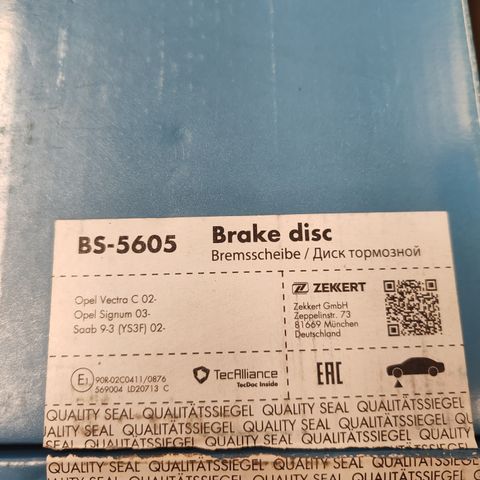 BS-5605
Brake disc
Bremsscheibe / Диск тормозной
Opel Vectra C 02-
Opel Signum 03-
Saab 9-3 (YS3F) 02-
ZEKKERT
Zekkert GmbH
Zeppelinstr. 73
81669 München
Deutschland
90R-02C0411/0876
569004 LD20713 C
TecAlliance
TecDoc Inside
EAC
QUALITY SEAL QUALITÄTSSIEGEL QUALITY SEAL QUALITÄTSSIEGEL
QUALITY SEAL QUALITÄTSSIEGEL QUALITY SEAL QUALITÄTSSIEGEL
QUALITY SEAL QUALITÄTSSIEGEL QUALITY SEAL QUALITÄTSSIEGEL